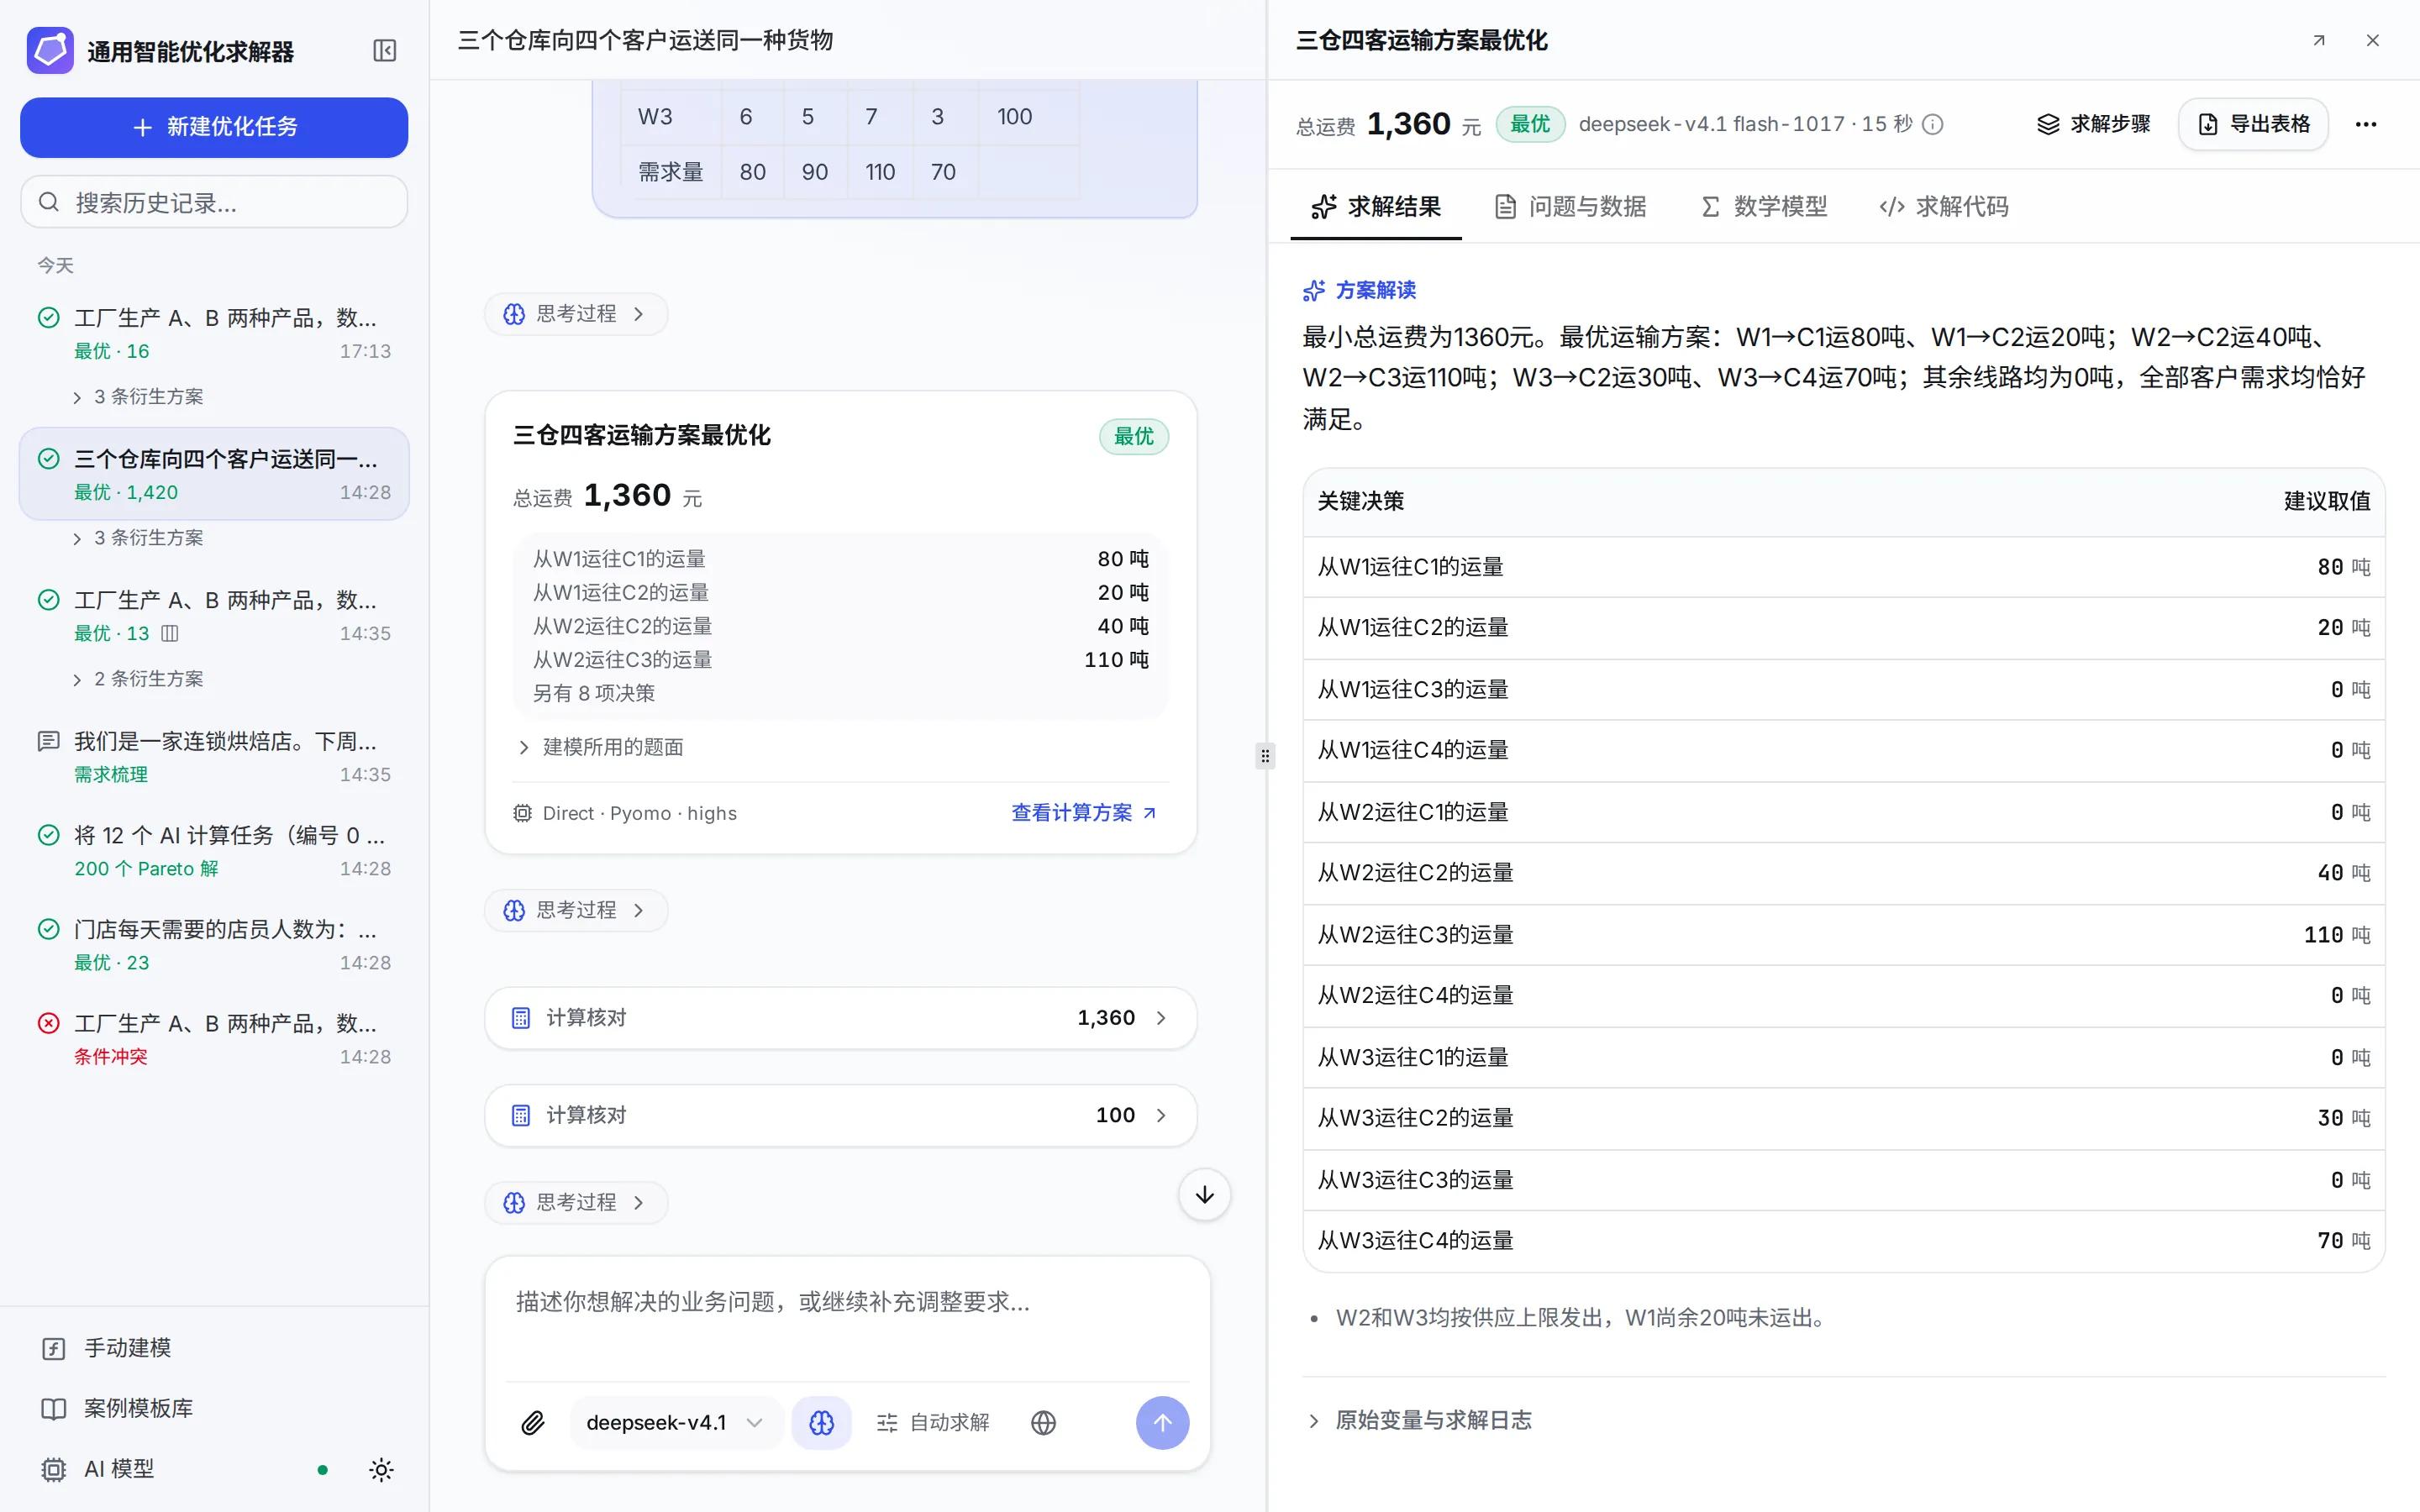 通用智能优化求解器
新建优化任务
搜索历史记录...
今天
工厂生产 A、B 两种产品，数...
最优 · 16 17:13
3 条衍生方案
三个仓库向四个客户运送同一...
最优 · 1,420 14:28
3 条衍生方案
工厂生产 A、B 两种产品，数...
最优 · 13 14:35
2 条衍生方案
我们是一家连锁烘焙店。下周...
需求梳理 14:35
将 12 个 AI 计算任务（编号 0 ...
200 个 Pareto 解 14:28
门店每天需要的店员人数为：...
最优 · 23 14:28
工厂生产 A、B 两种产品，数...
条件冲突 14:28
手动建模
案例模板库
AI 模型
三个仓库向四个客户运送同一种货物
W3 6 5 7 3 100
需求量 80 90 110 70
思考过程
三仓四客运输方案最优化 最优
总运费 1,360 元
从W1运往C1的运量 80 吨
从W1运往C2的运量 20 吨
从W2运往C2的运量 40 吨
从W2运往C3的运量 110 吨
另有 8 项决策
建模所用的题面
Direct · Pyomo · highs 查看计算方案
思考过程
计算核对 1,360
计算核对 100
思考过程
描述你想解决的业务问题，或继续补充调整要求...
deepseek-v4.1 自动求解
三仓四客运输方案最优化
总运费 1,360 元 最优 deepseek-v4.1 flash-1017 · 15 秒 求解步骤 导出表格
求解结果 问题与数据 数学模型 求解代码
方案解读
最小总运费为1360元。最优运输方案：W1→C1运80吨、W1→C2运20吨；W2→C2运40吨、
W2→C3运110吨；W3→C2运30吨、W3→C4运70吨；其余线路均为0吨，全部客户需求均恰好
满足。
关键决策 建议取值
从W1运往C1的运量 80 吨
从W1运往C2的运量 20 吨
从W1运往C3的运量 0 吨
从W1运往C4的运量 0 吨
从W2运往C1的运量 0 吨
从W2运往C2的运量 40 吨
从W2运往C3的运量 110 吨
从W2运往C4的运量 0 吨
从W3运往C1的运量 0 吨
从W3运往C2的运量 30 吨
从W3运往C3的运量 0 吨
从W3运往C4的运量 70 吨
W2和W3均按供应上限发出，W1尚余20吨未运出。
原始变量与求解日志